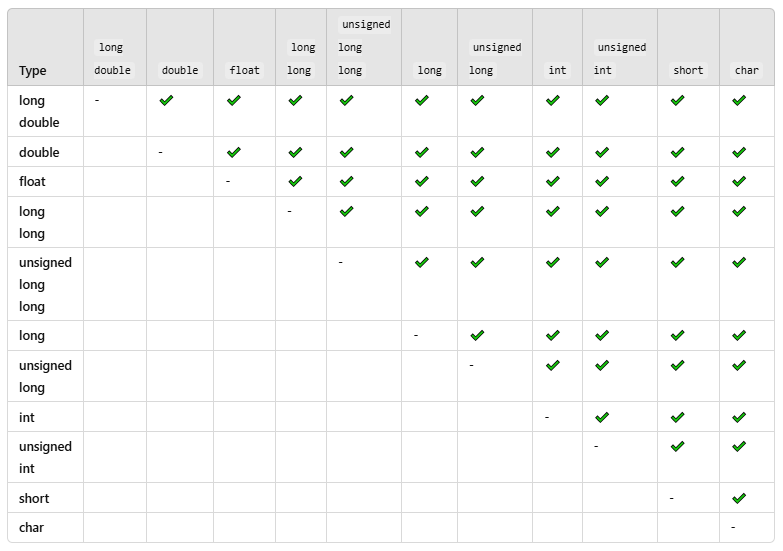 Type long double double float long long unsigned long long long unsigned long int unsigned int short char
long double - ✔ ✔ ✔ ✔ ✔ ✔ ✔ ✔ ✔ ✔
double - ✔ ✔ ✔ ✔ ✔ ✔ ✔ ✔ ✔
float - ✔ ✔ ✔ ✔ ✔ ✔ ✔ ✔
long long - ✔ ✔ ✔ ✔ ✔ ✔ ✔
unsigned long long - ✔ ✔ ✔ ✔ ✔ ✔
long - ✔ ✔ ✔ ✔ ✔
unsigned long - ✔ ✔ ✔ ✔
int - ✔ ✔ ✔
unsigned int - ✔ ✔
short - ✔
char -